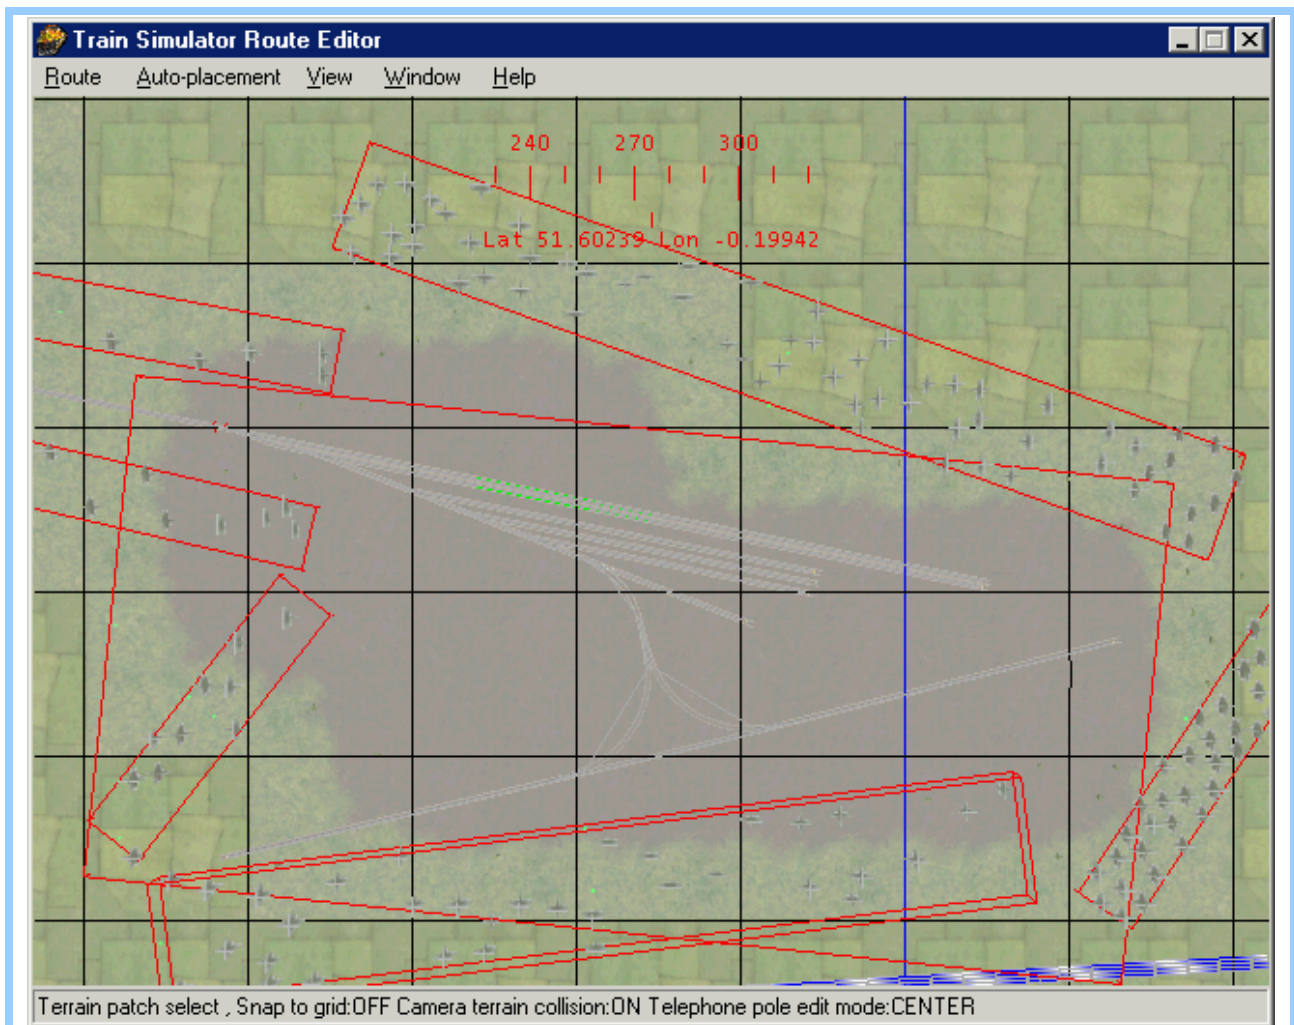 Train Simulator Route Editor
Route Auto-placement View Window Help
240 270 300
Lat 51.60239 Lon -0.19942
Terrain patch select , Snap to grid:OFF Camera terrain collision:ON Telephone pole edit mode:CENTER